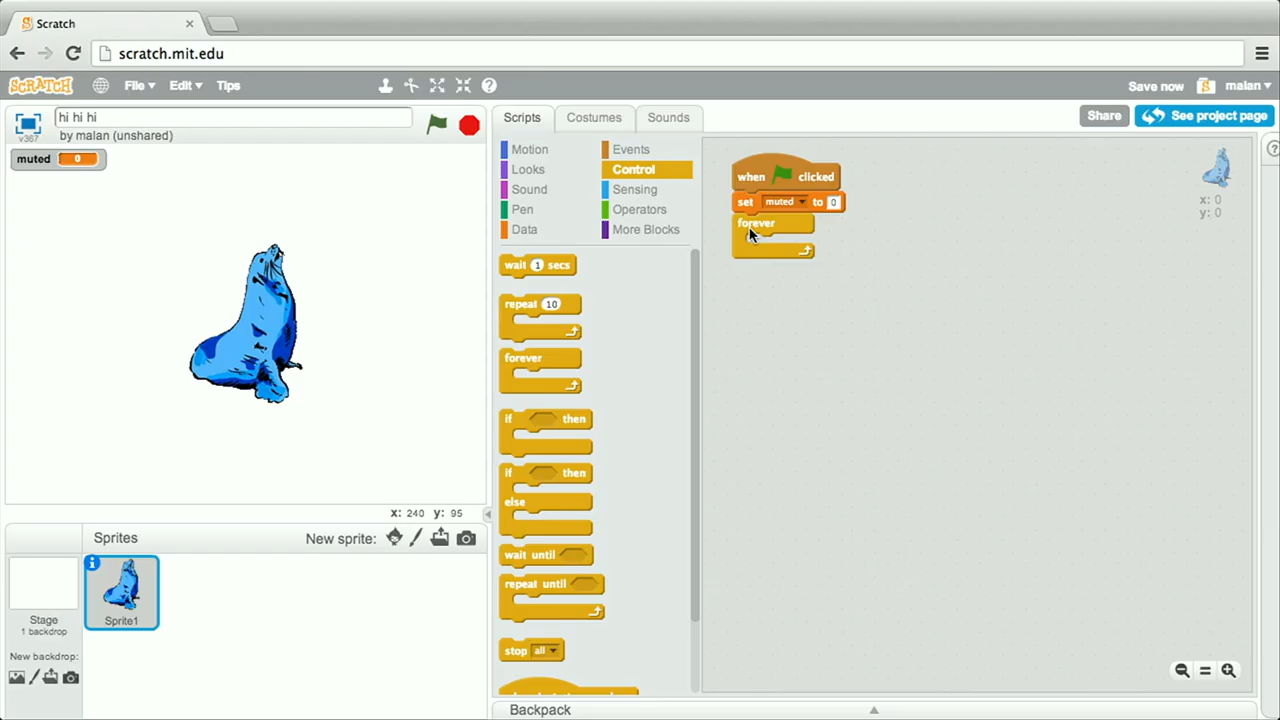 Scratch
scratch.mit.edu
SCRATCH File Edit Tips Save now malan
hi hi hi
by malan (unshared)
v367
muted 0
Scripts Costumes Sounds
Share See project page
Motion Events
Looks Control
Sound Sensing
Pen Operators
Data More Blocks
wait 1 secs
repeat 10
forever
if then
if then
else
wait until
repeat until
stop all
when clicked
set muted to 0
forever
x: 0
y: 0
x: 240 y: 95
Sprites New sprite:
Stage
1 backdrop
New backdrop:
Sprite1
Backpack